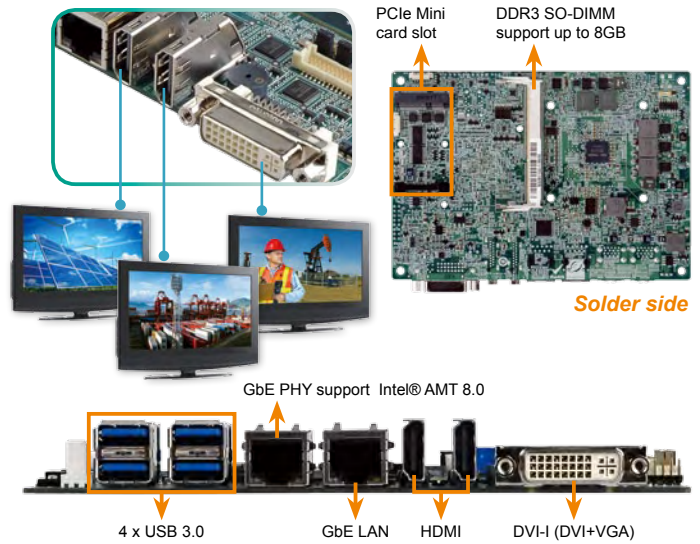 PCIe Mini
card slot
DDR3 SO-DIMM
support up to 8GB
Solder side
GbE PHY support Intel® AMT 8.0
4 x USB 3.0
GbE LAN
HDMI
DVI-I (DVI+VGA)